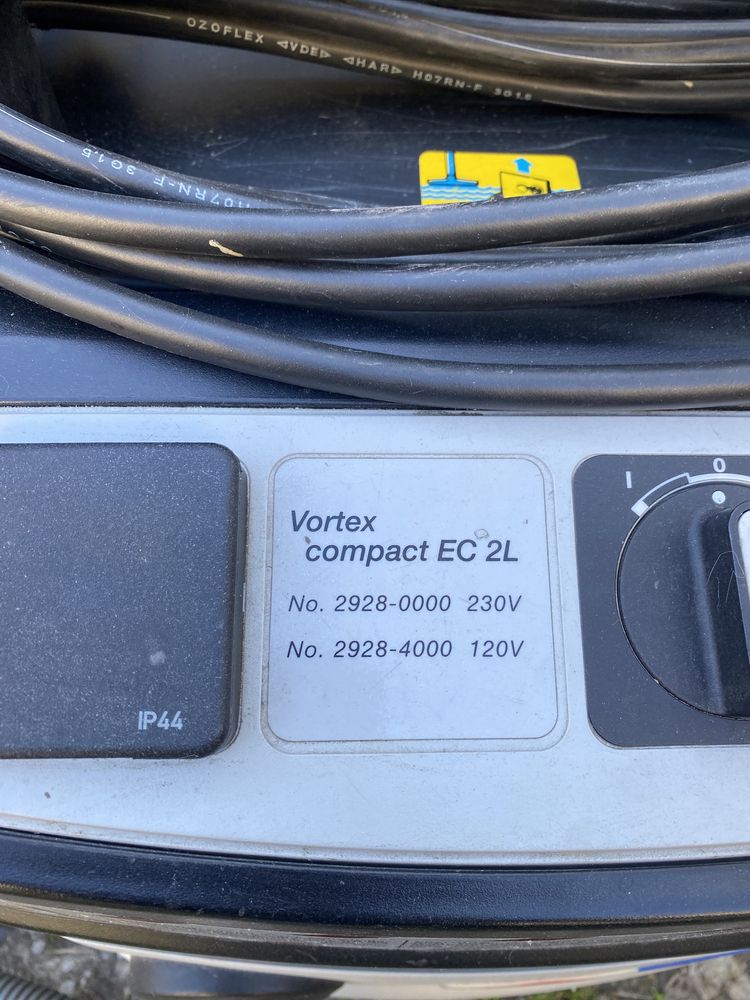 OZOFLEX ◁VDE▷ ◁HAR▷ H07RN-F 3G1.5
H07RN-F 3G1.5
I 0
Vortex
compact EC 2L
No. 2928-0000 230V
No. 2928-4000 120V
IP44